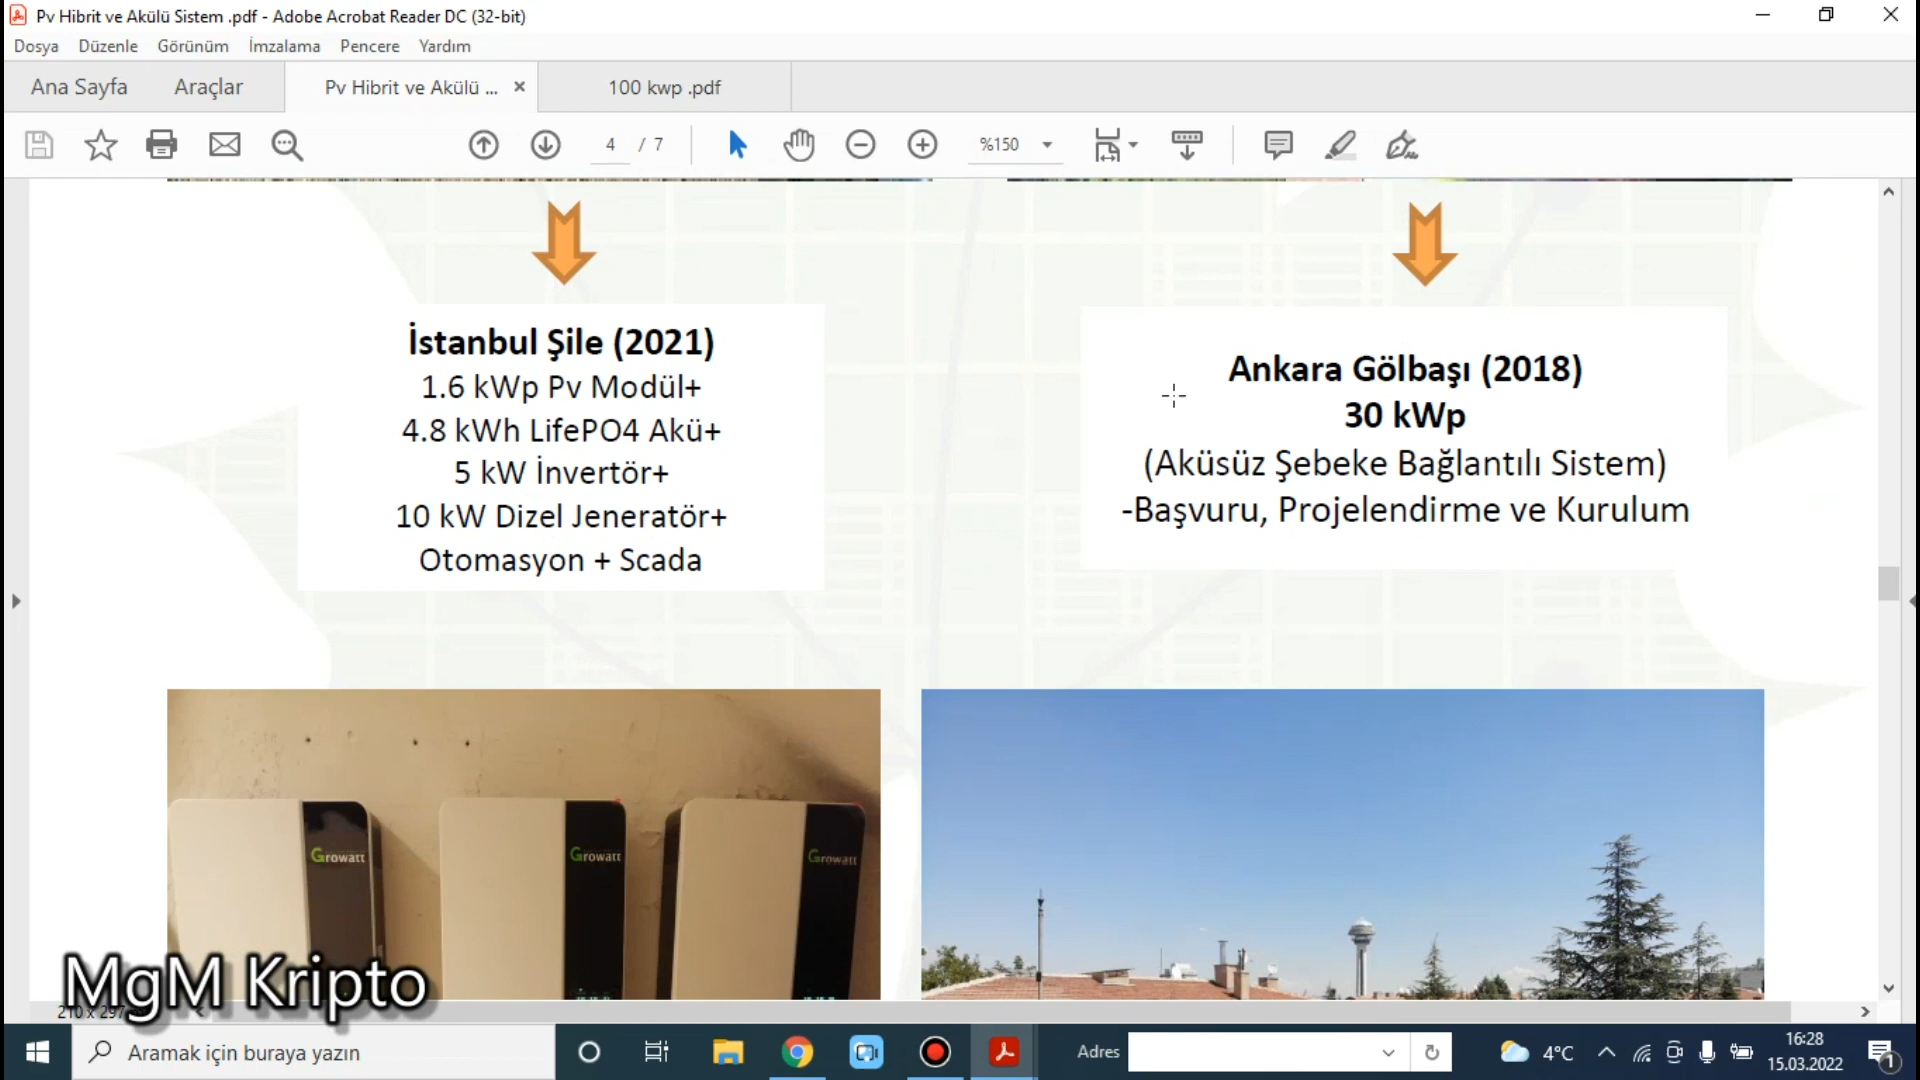 Pv Hibrit ve Akülü Sistem .pdf - Adobe Acrobat Reader DC (32-bit)
Dosya Düzenle Görünüm İmzalama Pencere Yardım
Ana Sayfa Araçlar Pv Hibrit ve Akülü ... × 100 kwp .pdf
4 / 7 %150
İstanbul Şile (2021)
1.6 kWp Pv Modül+
4.8 kWh LifePO4 Akü+
5 kW İnvertör+
10 kW Dizel Jeneratör+
Otomasyon + Scada
Ankara Gölbaşı (2018)
30 kWp
(Aküsüz Şebeke Bağlantılı Sistem)
-Başvuru, Projelendirme ve Kurulum
Growatt Growatt Growatt
MgM Kripto
210 x 297
Aramak için buraya yazın
Adres
4°C
16:28
15.03.2022
1